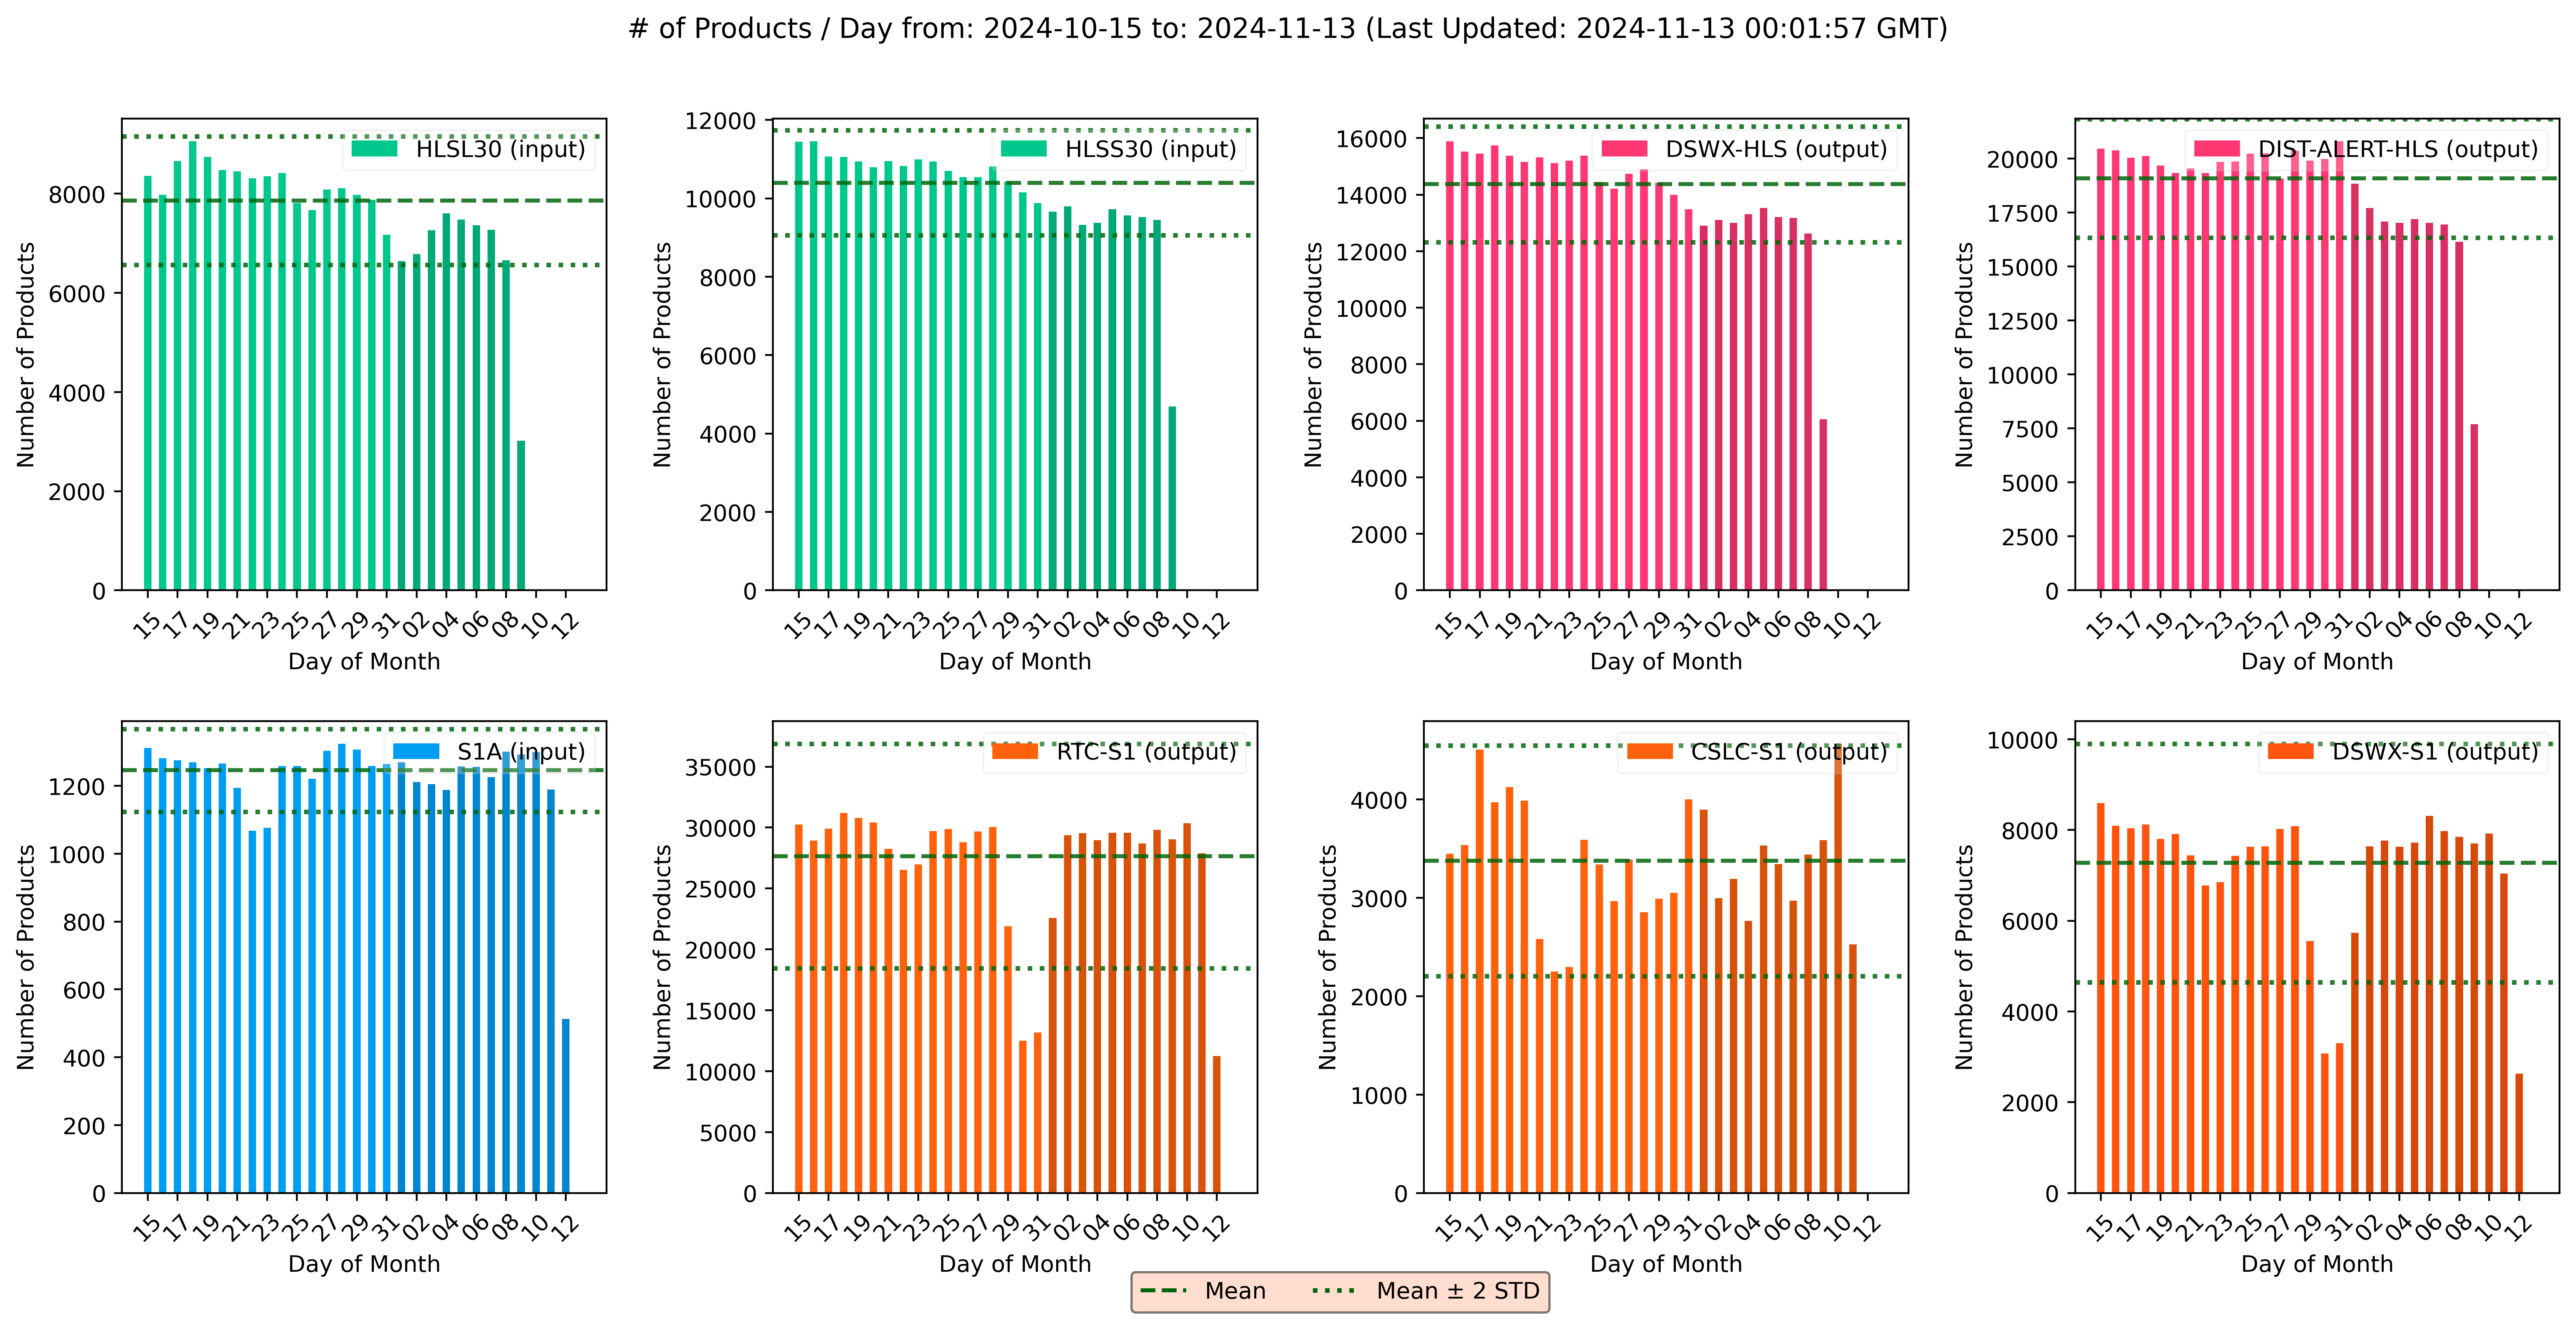 # of Products / Day from: 2024-10-15 to: 2024-11-13 (Last Updated: 2024-11-13 00:01:57 GMT)
HLSL30 (input)
Number of Products
0
2000
4000
6000
8000
15 17 19 21 23 25 27 29 31 02 04 06 08 10 12
Day of Month
HLSS30 (input)
Number of Products
0
2000
4000
6000
8000
10000
12000
15 17 19 21 23 25 27 29 31 02 04 06 08 10 12
Day of Month
DSWX-HLS (output)
Number of Products
0
2000
4000
6000
8000
10000
12000
14000
16000
15 17 19 21 23 25 27 29 31 02 04 06 08 10 12
Day of Month
DIST-ALERT-HLS (output)
Number of Products
0
2500
5000
7500
10000
12500
15000
17500
20000
15 17 19 21 23 25 27 29 31 02 04 06 08 10 12
Day of Month
S1A (input)
Number of Products
0
200
400
600
800
1000
1200
15 17 19 21 23 25 27 29 31 02 04 06 08 10 12
Day of Month
RTC-S1 (output)
Number of Products
0
5000
10000
15000
20000
25000
30000
35000
15 17 19 21 23 25 27 29 31 02 04 06 08 10 12
Day of Month
CSLC-S1 (output)
Number of Products
0
1000
2000
3000
4000
15 17 19 21 23 25 27 29 31 02 04 06 08 10 12
Day of Month
DSWX-S1 (output)
Number of Products
0
2000
4000
6000
8000
10000
15 17 19 21 23 25 27 29 31 02 04 06 08 10 12
Day of Month
Mean
Mean ± 2 STD